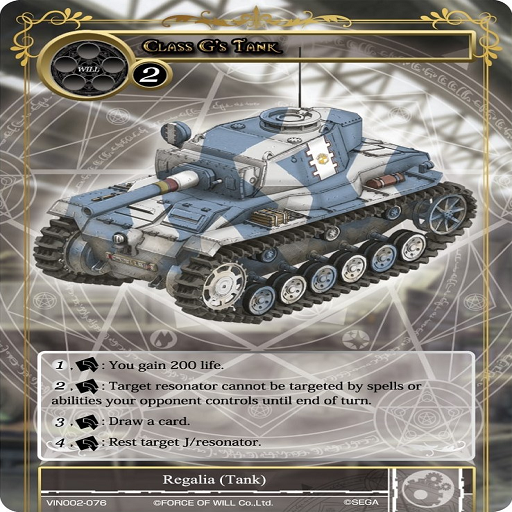 CLASS G'S TANK
WILL
2
1, : You gain 200 life.
2, : Target resonator cannot be targeted by spells or
abilities your opponent controls until end of turn.
3, : Draw a card.
4, : Rest target J/resonator.
Regalia (Tank)
VIN002-076 ©FORCE OF WILL Co.,Ltd. ©SEGA